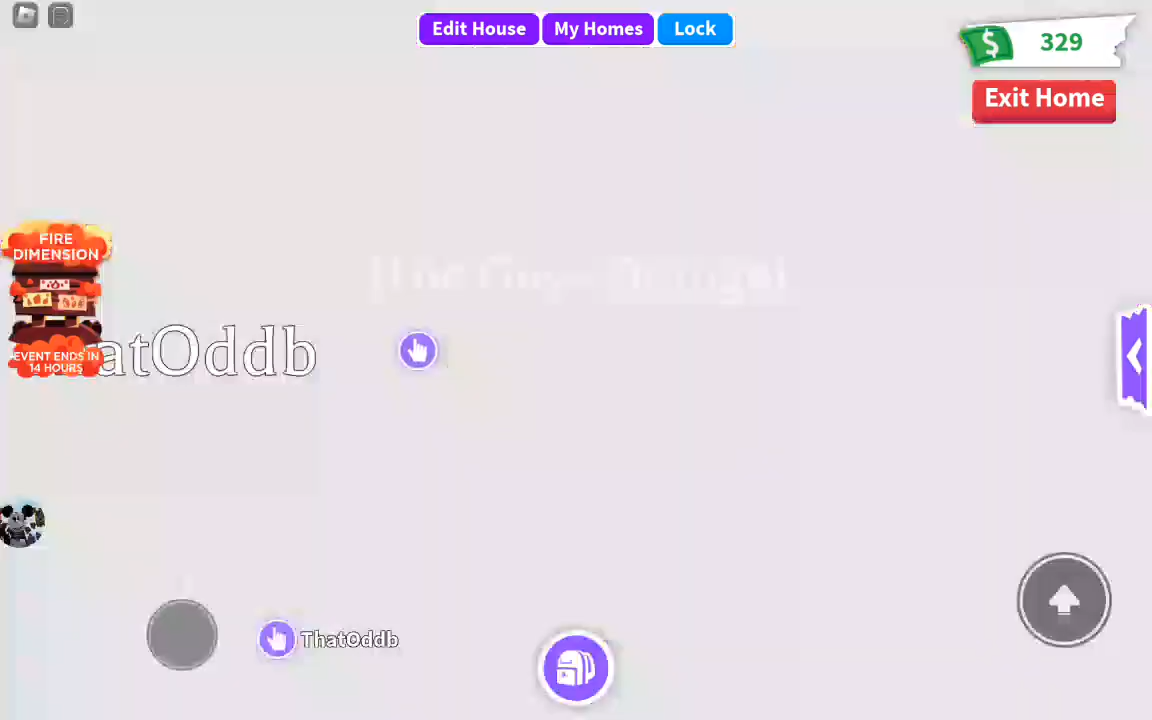 Edit House
My Homes
Lock
329
Exit Home
FIRE
DIMENSION
EVENT ENDS IN
14 HOURS
atOddb
ThatOddb